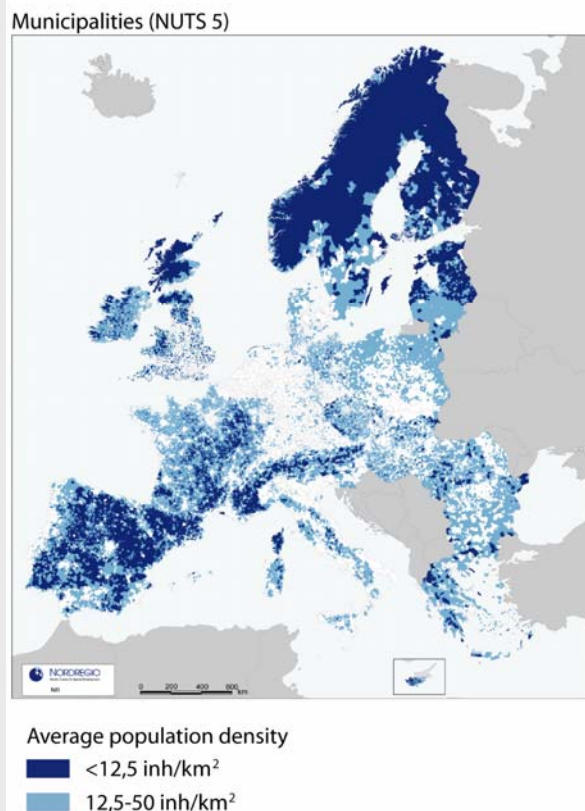 Municipalities (NUTS 5)
NORDREGIO
0 200 400 600
km
Average population density
<12,5 inh/km²
12,5-50 inh/km²